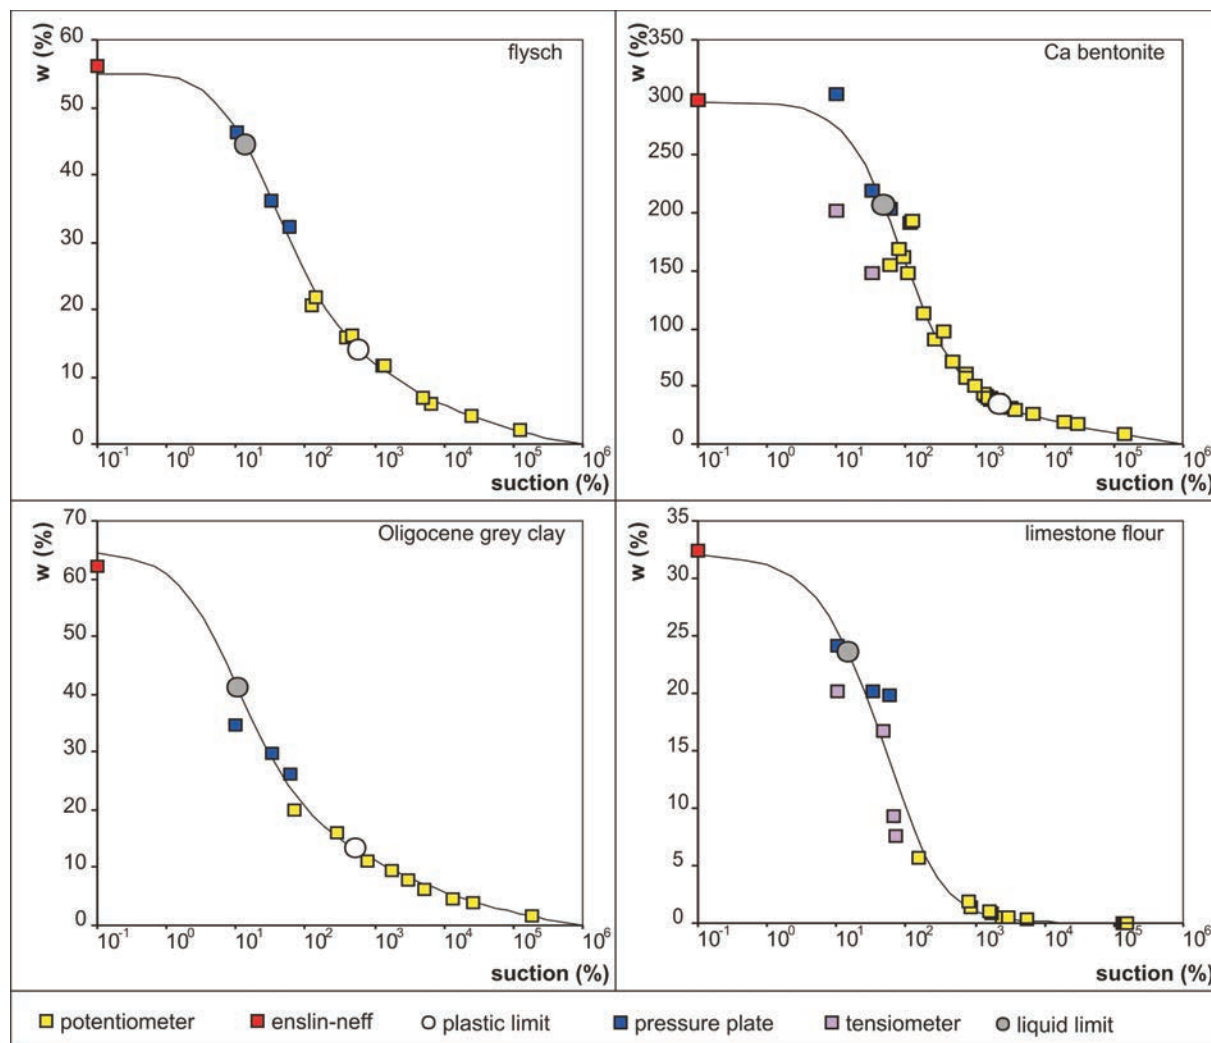 flysch
w (%)
60
50
40
30
20
10
0
10-1 100 101 102 103 104 105 106
suction (%)
Ca bentonite
w (%)
350
300
250
200
150
100
50
0
10-1 100 101 102 103 104 105 106
suction (%)
Oligocene grey clay
w (%)
70
60
50
40
30
20
10
0
10-1 100 101 102 103 104 105 106
suction (%)
limestone flour
w (%)
35
30
25
20
15
10
5
0
10-1 100 101 102 103 104 105 106
suction (%)
potentiometer enslin-neff plastic limit pressure plate tensiometer liquid limit